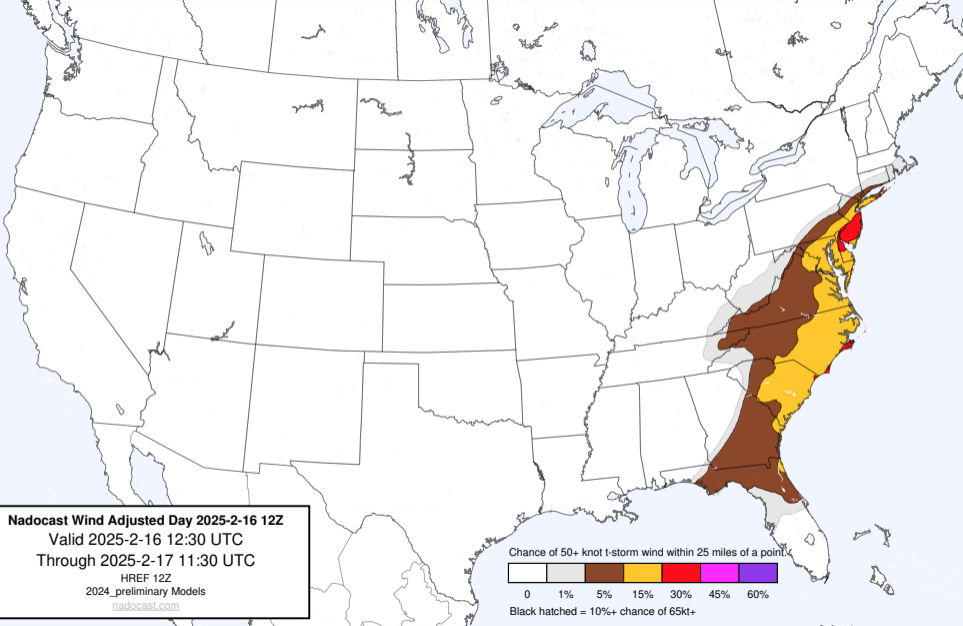 Nadocast Wind Adjusted Day 2025-2-16 12Z
Valid 2025-2-16 12:30 UTC
Through 2025-2-17 11:30 UTC
HREF 12Z
2024_preliminary Models
nadocast.com
Chance of 50+ knot t-storm wind within 25 miles of a point.
0 1% 5% 15% 30% 45% 60%
Black hatched = 10%+ chance of 65kt+